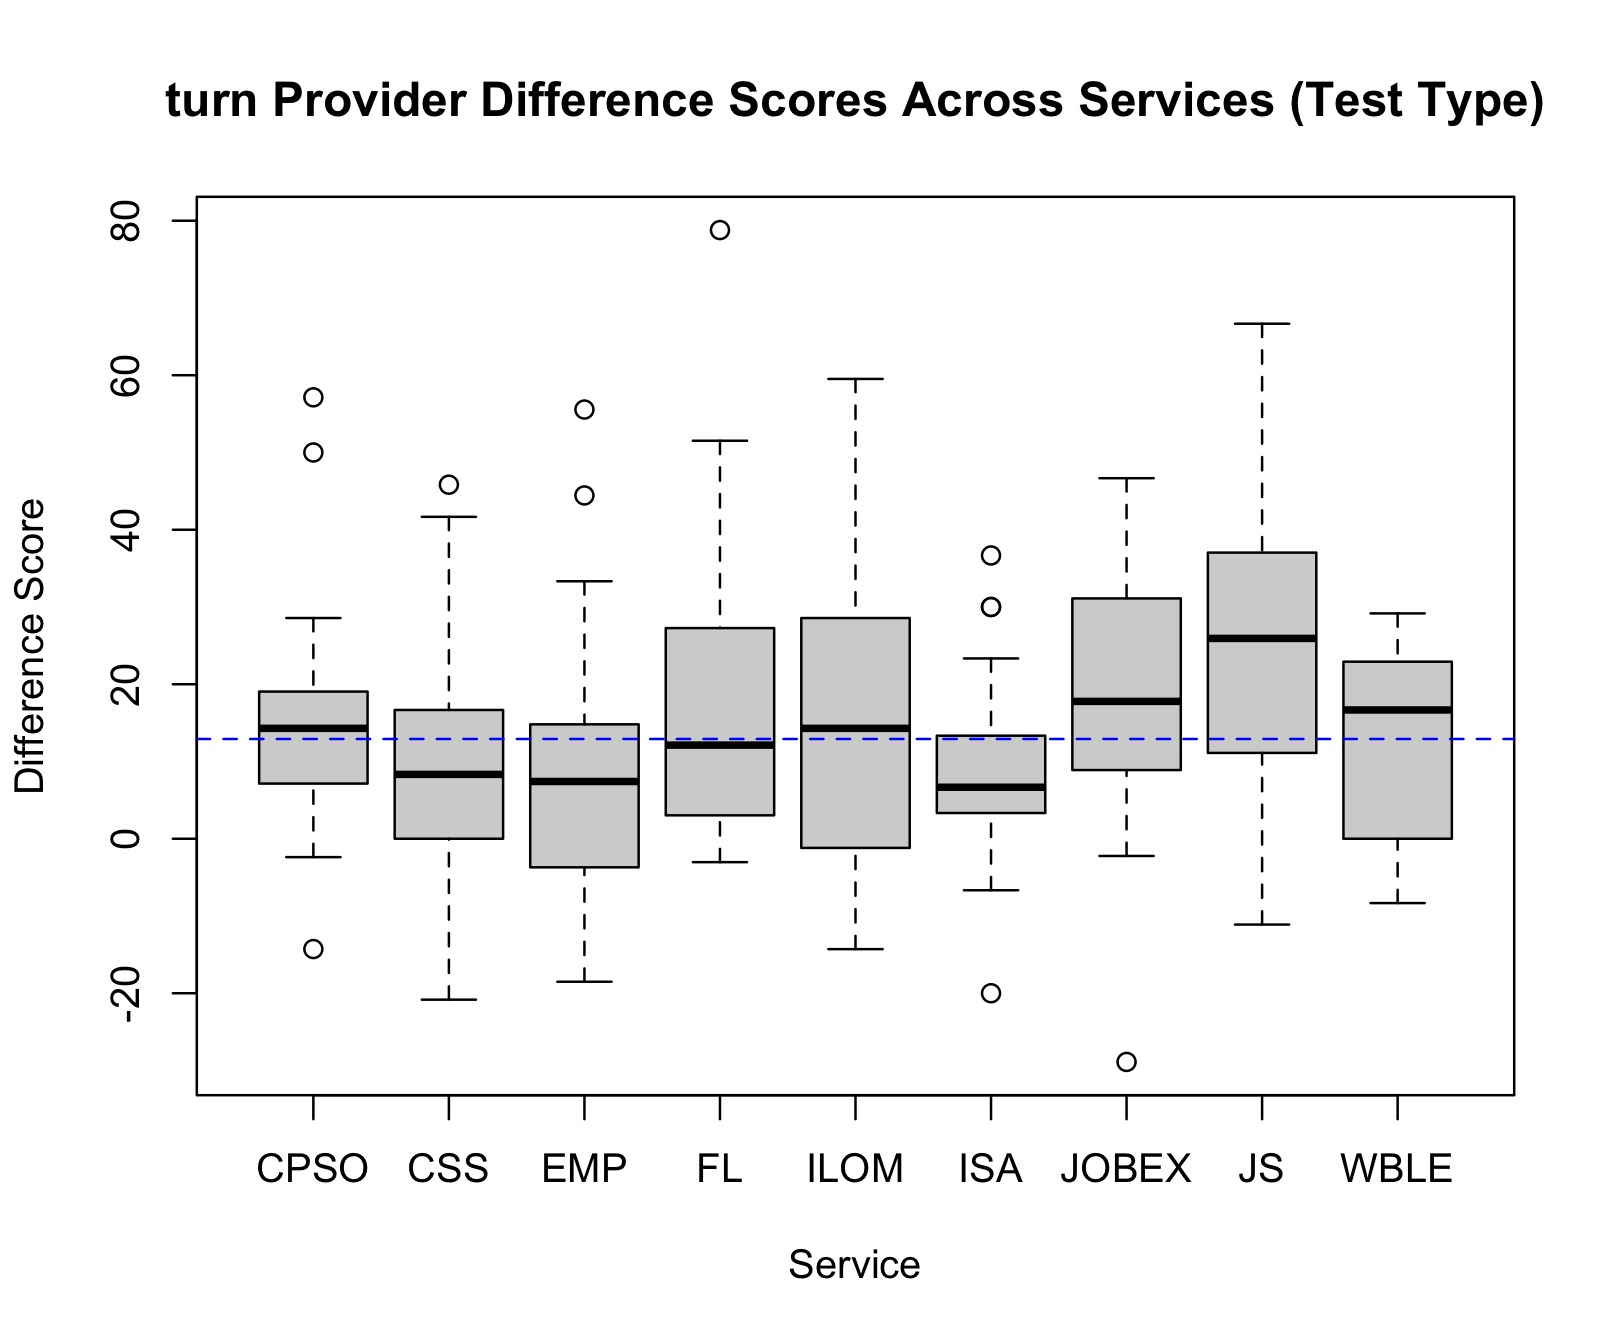 turn Provider Difference Scores Across Services (Test Type)
80
60
40
20
0
-20
Difference Score
CPSO CSS EMP FL ILOM ISA JOBEX JS WBLE
Service